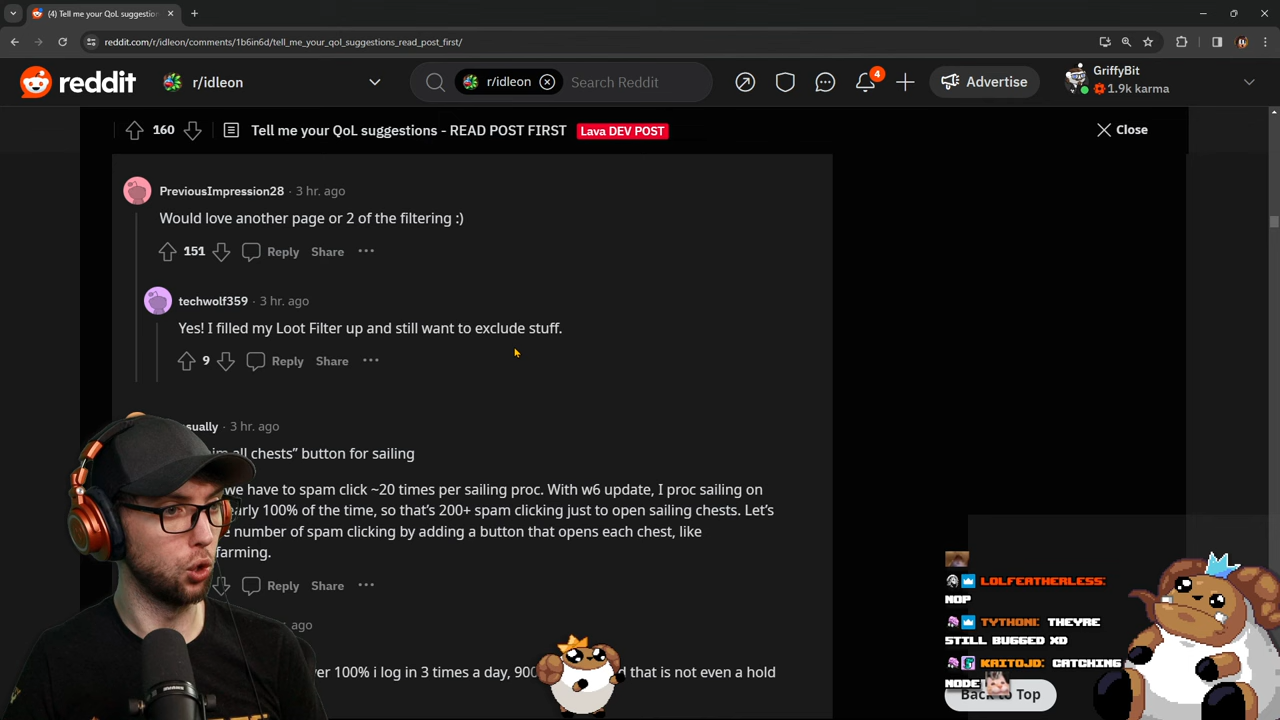 (4) Tell me your QoL suggestion
reddit.com/r/idleon/comments/1b6in6d/tell_me_your_qol_suggestions_read_post_first/
reddit
r/idleon
r/idleon
Search Reddit
4
Advertise
GriffyBit
1.9k karma
160
Tell me your QoL suggestions - READ POST FIRST
Lava DEV POST
Close
PreviousImpression28 · 3 hr. ago
Would love another page or 2 of the filtering :)
151
Reply
Share
techwolf359 · 3 hr. ago
Yes! I filled my Loot Filter up and still want to exclude stuff.
9
Reply
Share
sually · 3 hr. ago
all chests” button for sailing
we have to spam click ~20 times per sailing proc. With w6 update, I proc sailing on
100% of the time, so that’s 200+ spam clicking just to open sailing chests. Let’s
number of spam clicking by adding a button that opens each chest, like
farming.
Reply
Share
ago
100% i log in 3 times a day, 900
that is not even a hold
LOLFEATHERLESS:
NOP
TYTHONI: THEYRE
STILL BUGGED XD
KAITOJD: CATCHING
NODE
Back to Top